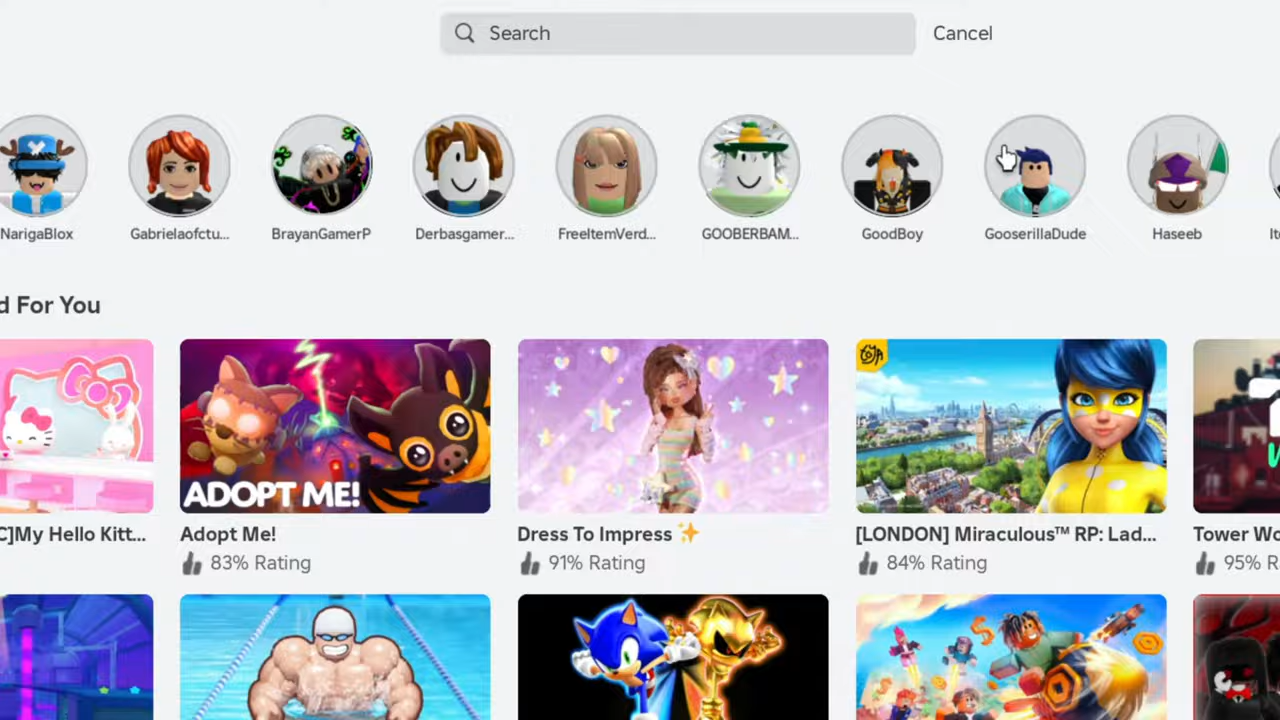 Search
Cancel
NarigaBlox
Gabrielaofctu...
BrayanGamerP
Derbasgamer...
FreeItemVerd...
GOOBERBAM...
GoodBoy
GooserillaDude
Haseeb
d For You
ADOPT ME!
C]My Hello Kitt...
Adopt Me!
Dress To Impress ✨
[LONDON] Miraculous™ RP: Lad...
Tower Wo
83% Rating
91% Rating
84% Rating
95% R